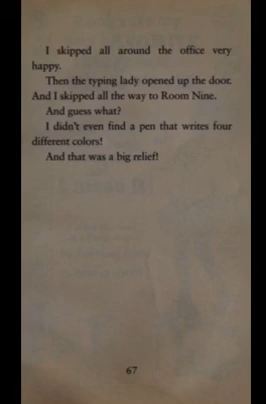 I skipped all around the office very
happy.
Then the typing lady opened up the door.
And I skipped all the way to Room Nine.
And guess what?
I didn't even find a pen that writes four
different colors!
And that was a big relief!
67